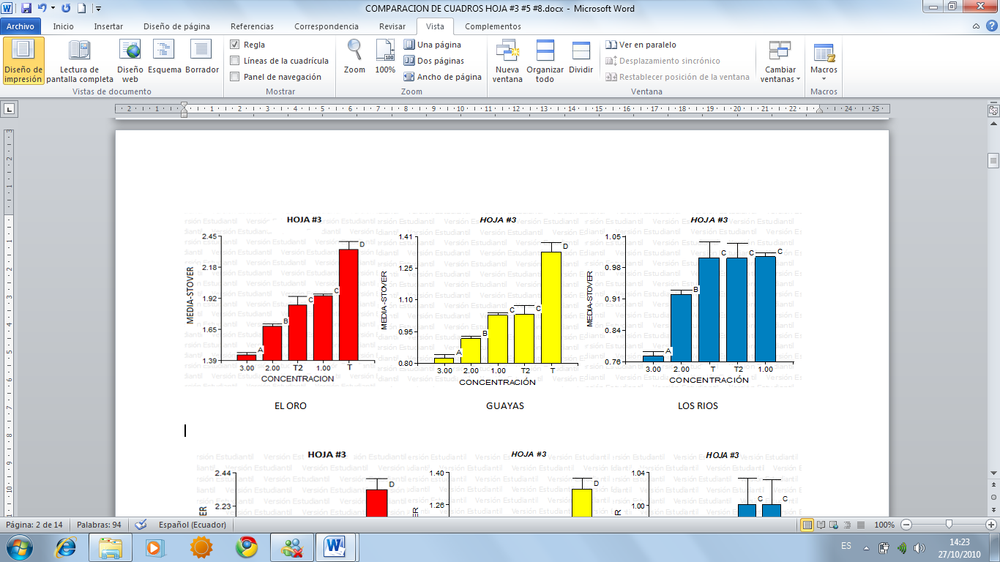 COMPARACION DE CUADROS HOJA #3 #5 #8.docx - Microsoft Word
Archivo Inicio Insertar Diseño de página Referencias Correspondencia Revisar Vista Complementos
Diseño de impresión
Lectura de pantalla completa
Diseño web
Esquema
Borrador
Vistas de documento
Regla
Líneas de la cuadrícula
Panel de navegación
Mostrar
Zoom
100%
Una página
Dos páginas
Ancho de página
Zoom
Nueva ventana
Organizar todo
Dividir
Ver en paralelo
Desplazamiento sincrónico
Restablecer posición de la ventana
Cambiar ventanas
Ventana
Macros
Macros
2 1 1 2 3 4 5 6 7 8 9 10 11 12 13 14 15 16 17 18 19 20 21 22 24 25
HOJA #3
MEDIA-STOVER
2.45
2.18
1.92
1.65
1.39
A B C C D
3.00 2.00 T2 1.00 T
CONCENTRACION
EL ORO
HOJA #3
MEDIA-STOVER
1.41
1.25
1.10
0.95
0.80
A B C C D
3.00 2.00 1.00 T2 T
CONCENTRACIÓN
GUAYAS
HOJA #3
MEDIA-STOVER
1.05
0.98
0.91
0.84
0.76
A B C C C
3.00 2.00 T T2 1.00
CONCENTRACIÓN
LOS RIOS
Versión Estudiantil
HOJA #3
2.44
2.23
D
HOJA #3
1.40
1.26
D
HOJA #3
1.04
1.00
C C
Página: 2 de 14 Palabras: 94 Español (Ecuador) 100%
ES 14:23
27/10/2010